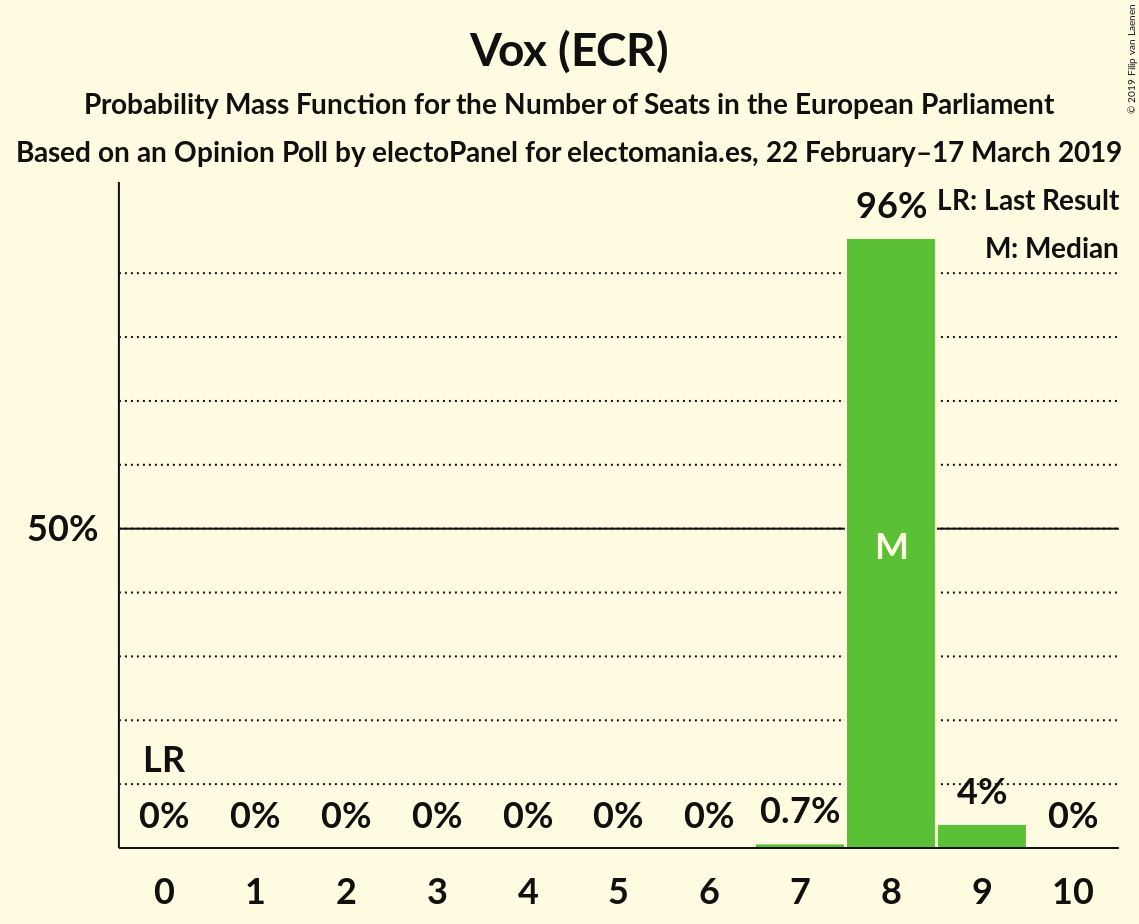 Vox (ECR)
Probability Mass Function for the Number of Seats in the European Parliament
Based on an Opinion Poll by electoPanel for electomania.es, 22 February–17 March 2019
© 2019 Filip van Laenen
LR: Last Result
M: Median
96%
50%
M
LR
0% 0% 0% 0% 0% 0% 0% 0.7% 4% 0%
0 1 2 3 4 5 6 7 8 9 10